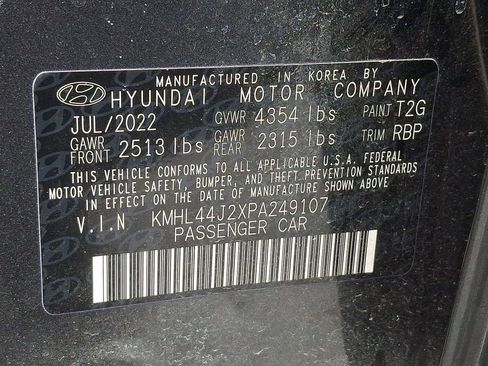 MANUFACTURED IN KOREA BY
HYUNDAI MOTOR COMPANY
JUL/2022 GVWR 4354 lbs PAINT T2G
GAWR FRONT 2513 lbs GAWR REAR 2315 lbs TRIM RBP
THIS VEHICLE CONFORMS TO ALL APPLICABLE U.S.A. FEDERAL
MOTOR VEHICLE SAFETY, BUMPER, AND THEFT PREVENTION STANDARDS
IN EFFECT ON THE DATE OF MANUFACTURE SHOWN ABOVE.
V.I.N KMHL44J2XPA249107
PASSENGER CAR